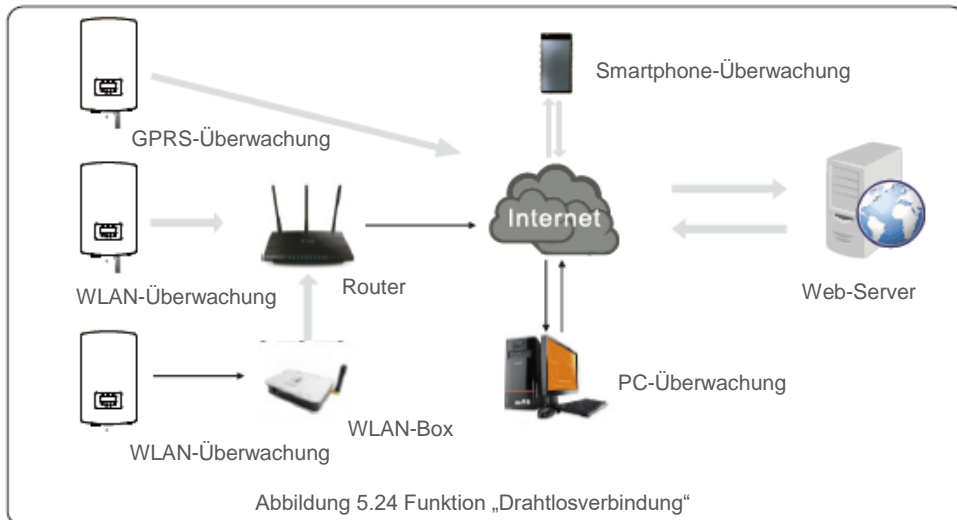 Smartphone-Überwachung
GPRS-Überwachung
Internet
WLAN-Überwachung
Router
Web-Server
PC-Überwachung
WLAN-Box
WLAN-Überwachung
Abbildung 5.24 Funktion „Drahtlosverbindung“